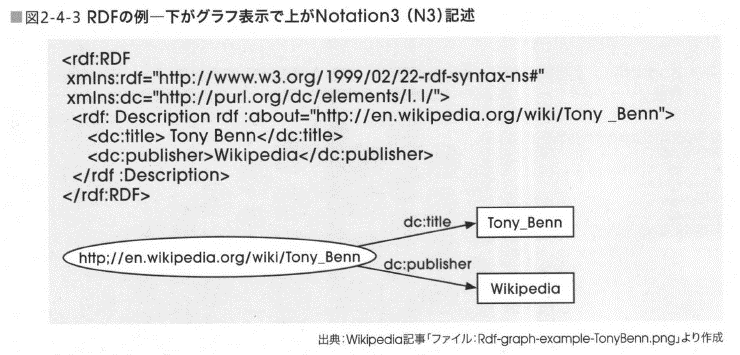 ■図2-4-3 RDFの例―下がグラフ表示で上がNotation3（N3）記述
<rdf:RDF
xmlns:rdf="http://www.w3.org/1999/02/22-rdf-syntax-ns#"
xmlns:dc="http://purl.org/dc/elements/l. l/">
<rdf: Description rdf :about="http://en.wikipedia.org/wiki/Tony _Benn">
<dc:title> Tony Benn</dc:title>
<dc:publisher>Wikipedia</dc:publisher>
</rdf :Description>
</rdf:RDF>
dc:title
Tony_Benn
http;//en.wikipedia.org/wiki/Tony_Benn
dc:publisher
Wikipedia
出典：Wikipedia記事「ファイル：Rdf-graph-example-TonyBenn.png」より作成